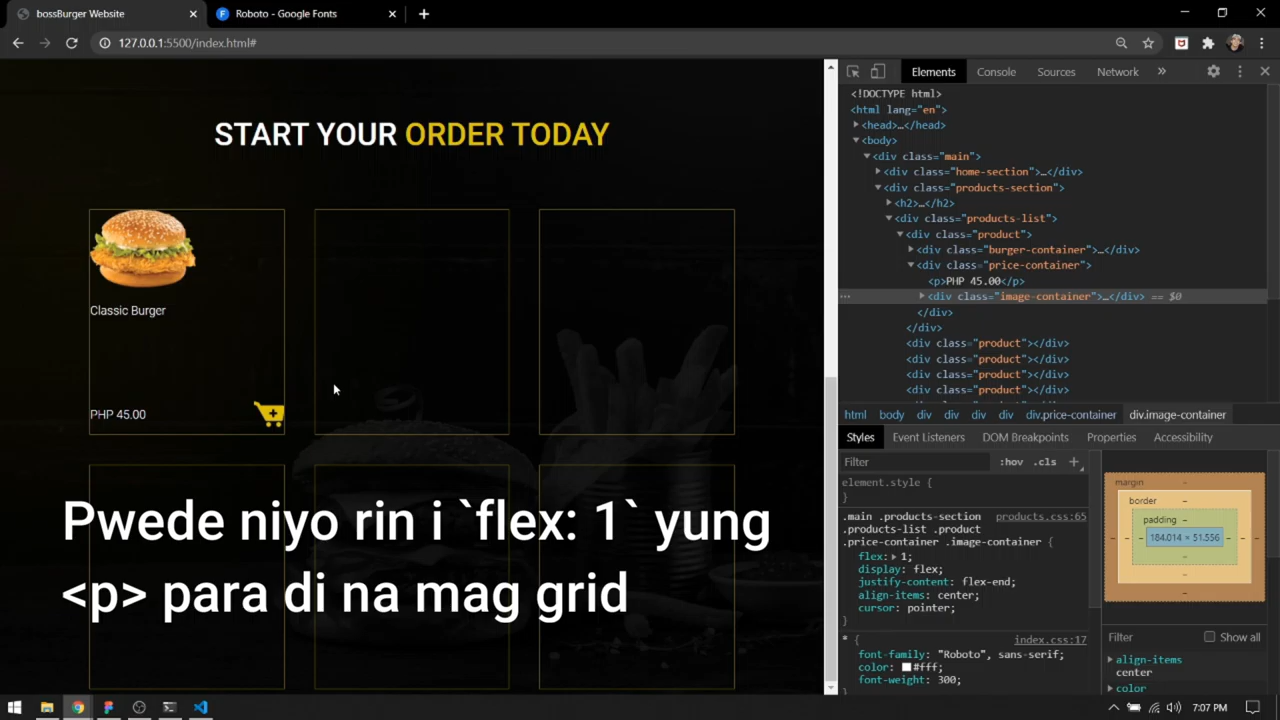 bossBurger Website
Roboto - Google Fonts
127.0.0.1:5500/index.html#
START YOUR ORDER TODAY
Classic Burger
PHP 45.00
Pwede niyo rin i `flex: 1` yung
<p> para di na mag grid
Elements Console Sources Network »
<!DOCTYPE html>
<html lang="en">
<head>…</head>
<body>
<div class="main">
<div class="home-section">…</div>
<div class="products-section">
<h2>…</h2>
<div class="products-list">
<div class="product">
<div class="burger-container">…</div>
<div class="price-container">
<p>PHP 45.00</p>
<div class="image-container">…</div> == $0
</div>
</div>
<div class="product"></div>
<div class="product"></div>
<div class="product"></div>
<div class="product"></div>
html body div div div div div.price-container div.image-container
Styles Event Listeners DOM Breakpoints Properties Accessibility
Filter :hov .cls +
element.style {
}
.main .products-section products.css:65
.products-list .product
.price-container .image-container {
flex: 1;
display: flex;
justify-content: flex-end;
align-items: center;
cursor: pointer;
}
* { index.css:17
font-family: "Roboto", sans-serif;
color: #fff;
font-weight: 300;
}
margin -
border -
padding -
184.014 × 51.556
Filter Show all
align-items
center
color
7:07 PM